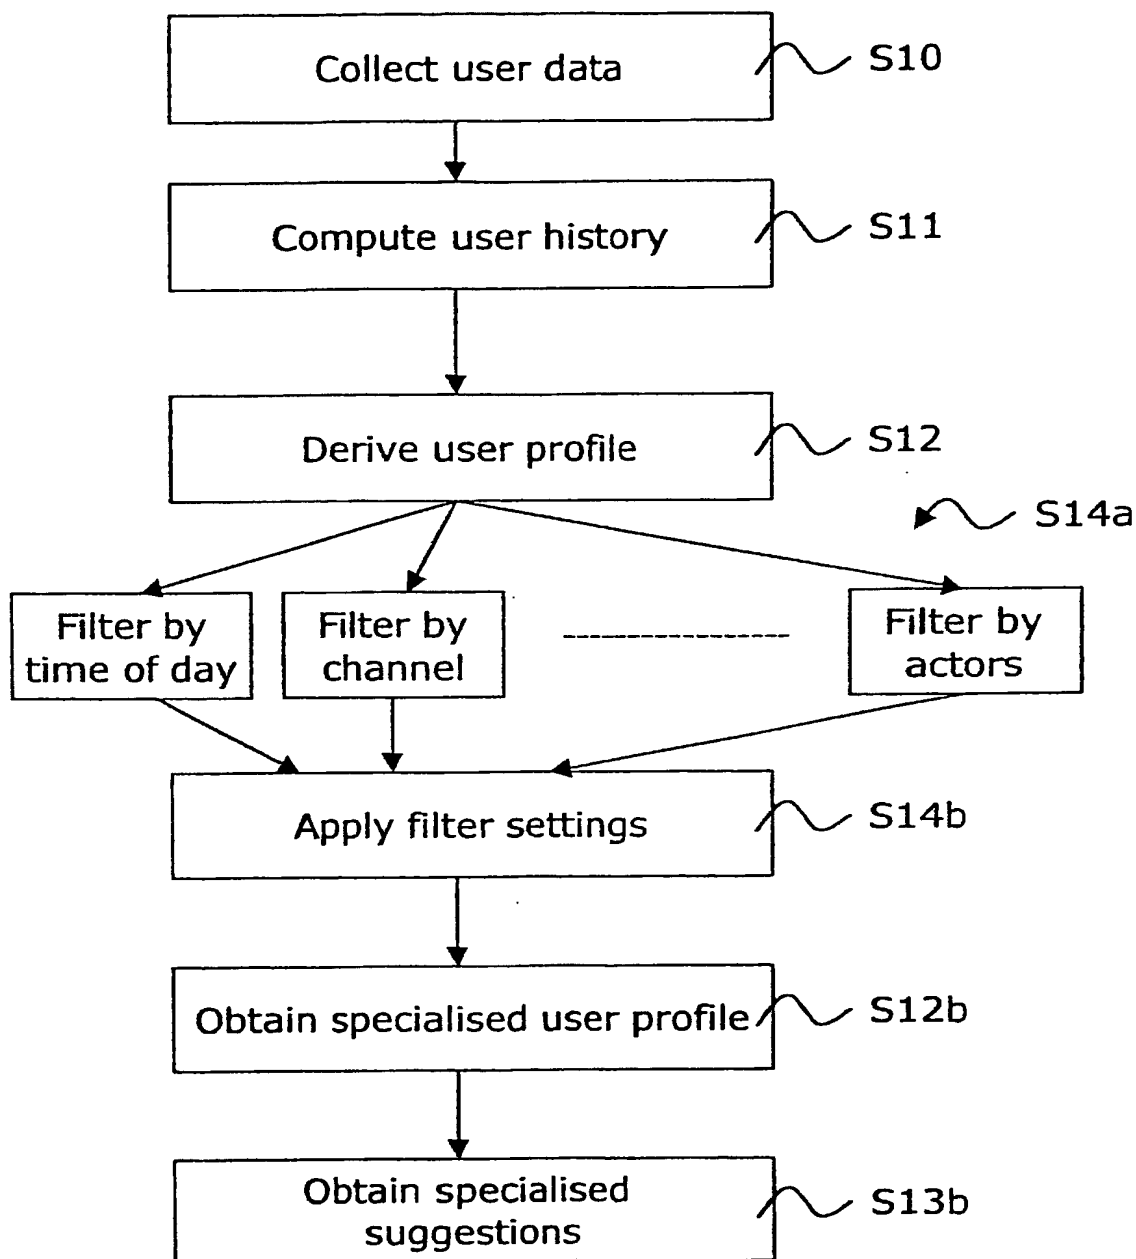 Collect user data
S10
Compute user history
S11
Derive user profile
S12
S14a
Filter by
time of day
Filter by
channel
Filter by
actors
Apply filter settings
S14b
Obtain specialised user profile
S12b
Obtain specialised
suggestions
S13b